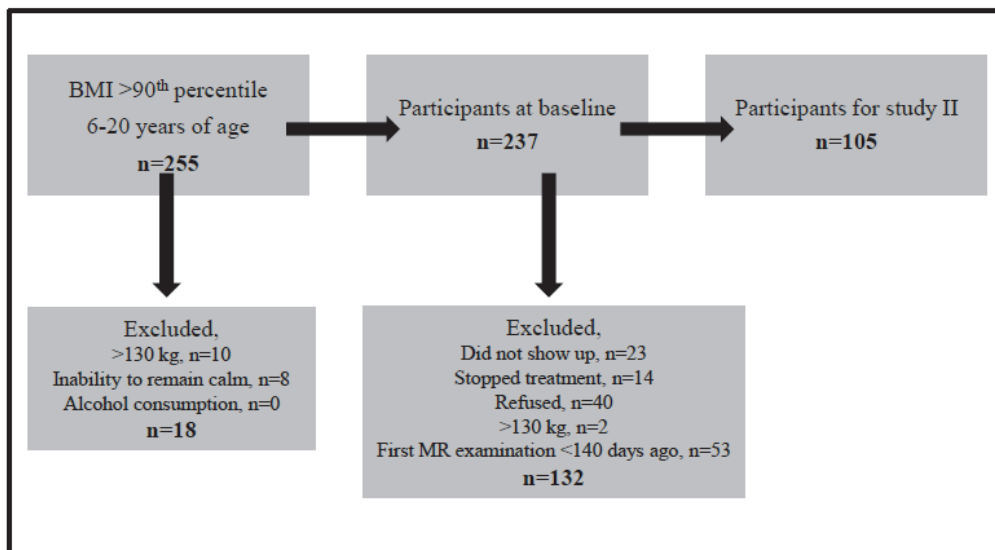 BMI >90th percentile
6-20 years of age
n=255
Participants at baseline
n=237
Participants for study II
n=105
Excluded,
>130 kg, n=10
Inability to remain calm, n=8
Alcohol consumption, n=0
n=18
Excluded,
Did not show up, n=23
Stopped treatment, n=14
Refused, n=40
>130 kg, n=2
First MR examination <140 days ago, n=53
n=132